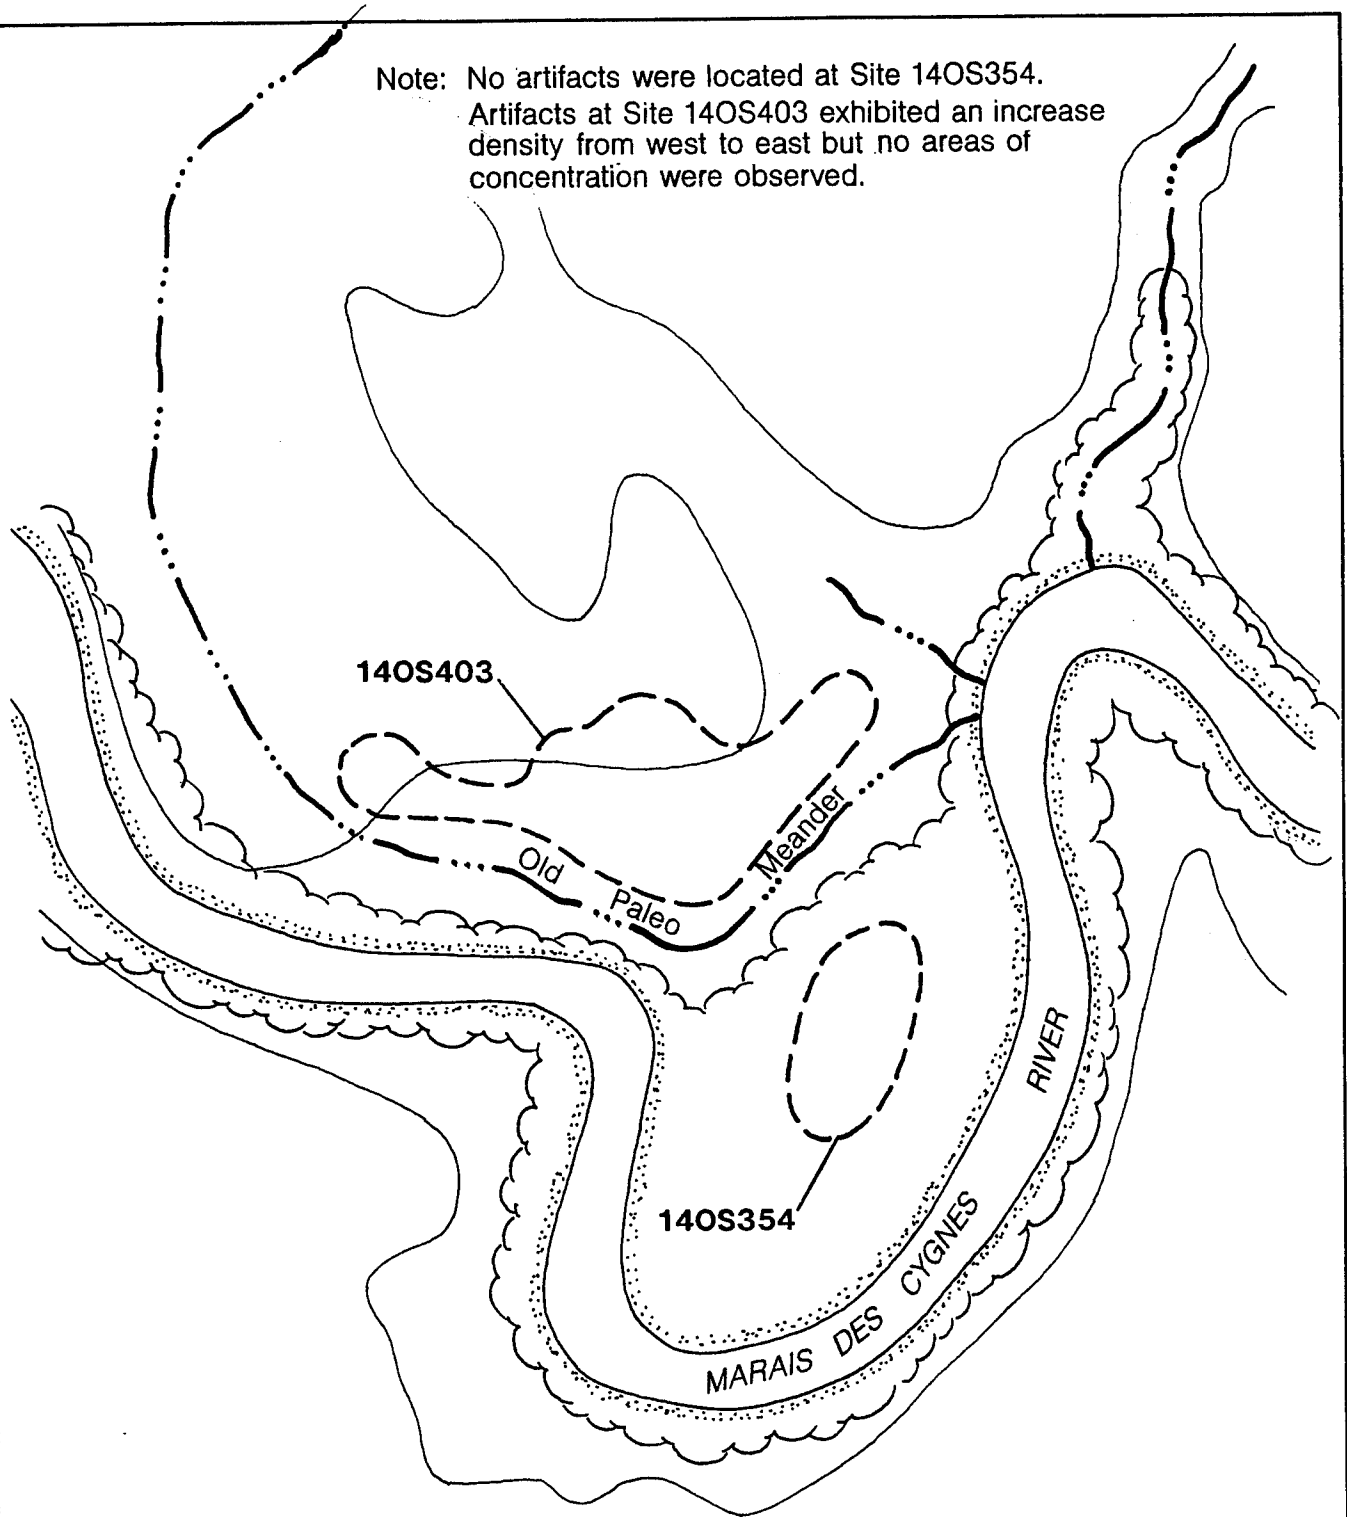 Note: No artifacts were located at Site 14OS354.
Artifacts at Site 14OS403 exhibited an increase
density from west to east but no areas of
concentration were observed.
14OS403
Old Paleo Meander
14OS354
MARAIS DES CYGNES RIVER